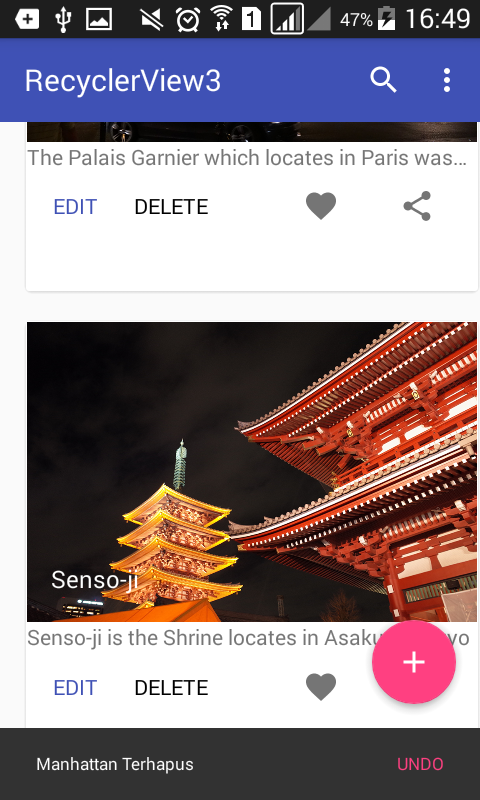 1 47% 16:49
RecyclerView3
The Palais Garnier which locates in Paris was...
EDIT DELETE
Senso-ji
Senso-ji is the Shrine locates in Asaku yo
EDIT DELETE
Manhattan Terhapus UNDO